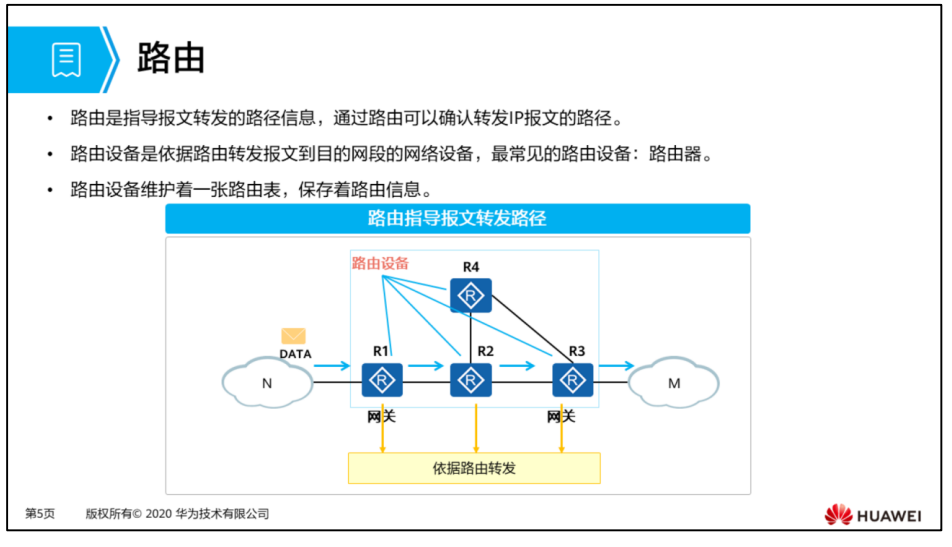 路由
• 路由是指导报文转发的路径信息，通过路由可以确认转发IP报文的路径。
• 路由设备是依据路由转发报文到目的网段的网络设备，最常见的路由设备：路由器。
• 路由设备维护着一张路由表，保存着路由信息。
路由指导报文转发路径
路由设备
R4
R
DATA
R1
R2
R3
N
R
R
R
M
网关
网关
依据路由转发
第5页 版权所有© 2020 华为技术有限公司
HUAWEI